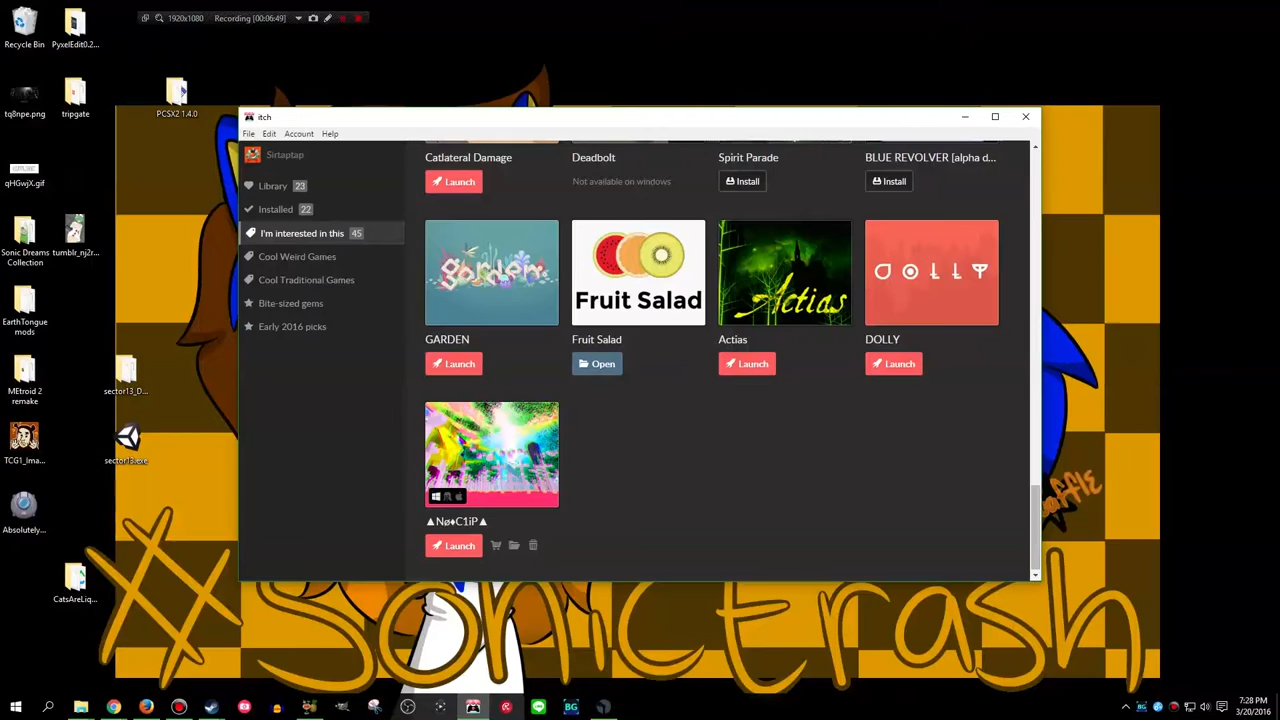 1920x1080 Recording [00:06:49]
Recycle Bin
PyxelEdit0.2...
tq8npe.png
tripgate
PCSX2 1.4.0
qHGwjX.gif
Sonic Dreams Collection
tumblr_nj2r...
EarthTongue mods
MEtroid 2 remake
sector13_D...
TCG1_Ima...
sector13.exe
Absolutely...
CatsAreLiq...
itch
File Edit Account Help
Sirtaptap
Library 23
Installed 22
I'm interested in this 45
Cool Weird Games
Cool Traditional Games
Bite-sized gems
Early 2016 picks
Catlateral Damage Deadbolt Spirit Parade BLUE REVOLVER [alpha d...
Launch Not available on windows Install Install
garden
Fruit Salad
Actias
DOLLY
GARDEN Fruit Salad Actias DOLLY
Launch Open Launch Launch
▲Nø♦C1iP▲
Launch
#SonicTrash
7:28 PM
3/20/2016